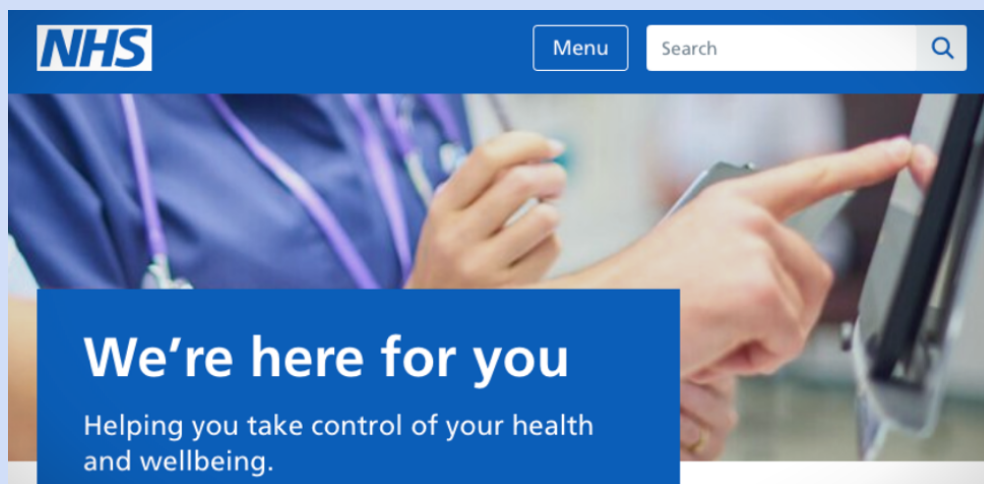 NHS
Menu
Search
We’re here for you
Helping you take control of your health
and wellbeing.